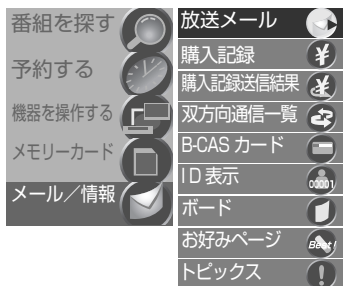 番組を探す
予約する
機器を操作する
メモリーカード
メール／情報
放送メール
購入記録
¥
購入記録送信結果
¥
双方向通信一覧
B-CAS カード
ID 表示
00001
ボード
お好みページ
Best!
トピックス
!